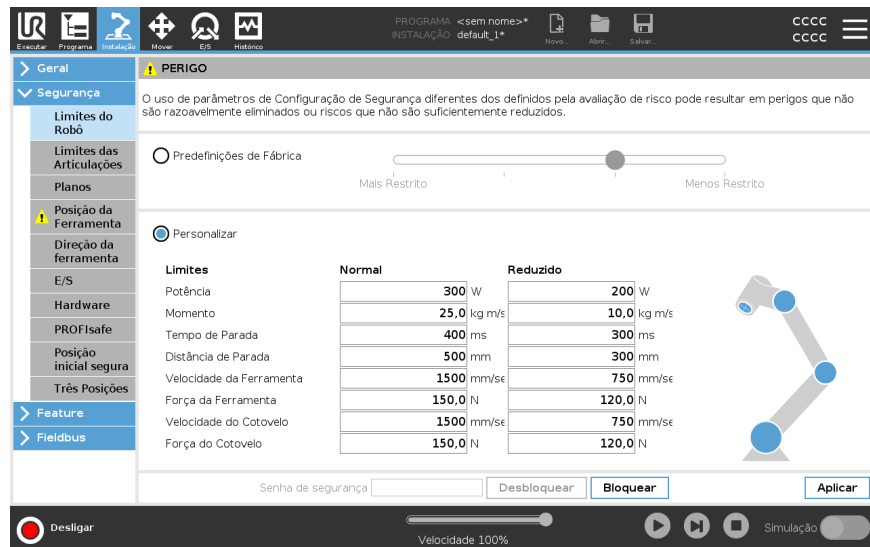 PROGRAMA <sem nome>*
INSTALAÇÃO default_1*
Executar Programa Instalação Mover E/S Histórico
Novo... Abrir... Salvar...
cccc
cccc
Geral
Segurança
Limites do
Robô
Limites das
Articulações
Planos
Posição da
Ferramenta
Direção da
ferramenta
E/S
Hardware
PROFIsafe
Posição
inicial segura
Três Posições
Feature
Fieldbus
PERIGO
O uso de parâmetros de Configuração de Segurança diferentes dos definidos pela avaliação de risco pode resultar em perigos que não
são razoavelmente eliminados ou riscos que não são suficientemente reduzidos.
Predefinições de Fábrica
Mais Restrito Menos Restrito
Personalizar
Limites Normal Reduzido
Potência 300 W 200 W
Momento 25,0 kg m/s 10,0 kg m/s
Tempo de Parada 400 ms 300 ms
Distância de Parada 500 mm 300 mm
Velocidade da Ferramenta 1500 mm/se 750 mm/se
Força da Ferramenta 150,0 N 120,0 N
Velocidade do Cotovelo 1500 mm/se 750 mm/se
Força do Cotovelo 150,0 N 120,0 N
Senha de segurança Desbloquear Bloquear Aplicar
Desligar
Velocidade 100%
Simulação